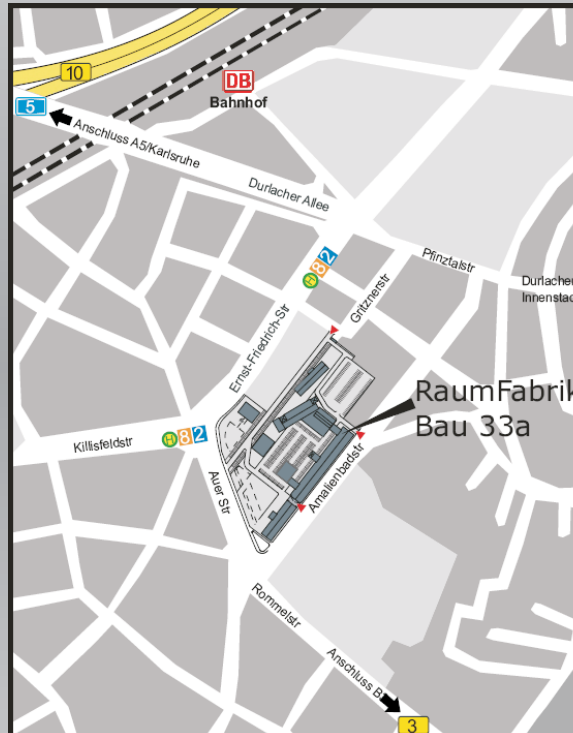 10
DB
Bahnhof
5
Anschluss A5/Karlsruhe
Durlacher Allee
Pfinztalstr
Durlacher
Innenstad
H 8 2
Gritznerstr
Ernst-Friedrich-Str
RaumFabrik
Bau 33a
Killisfeldstr
H 8 2
Auer Str
Amalienbadstr
Rommelstr
Anschluss B
3